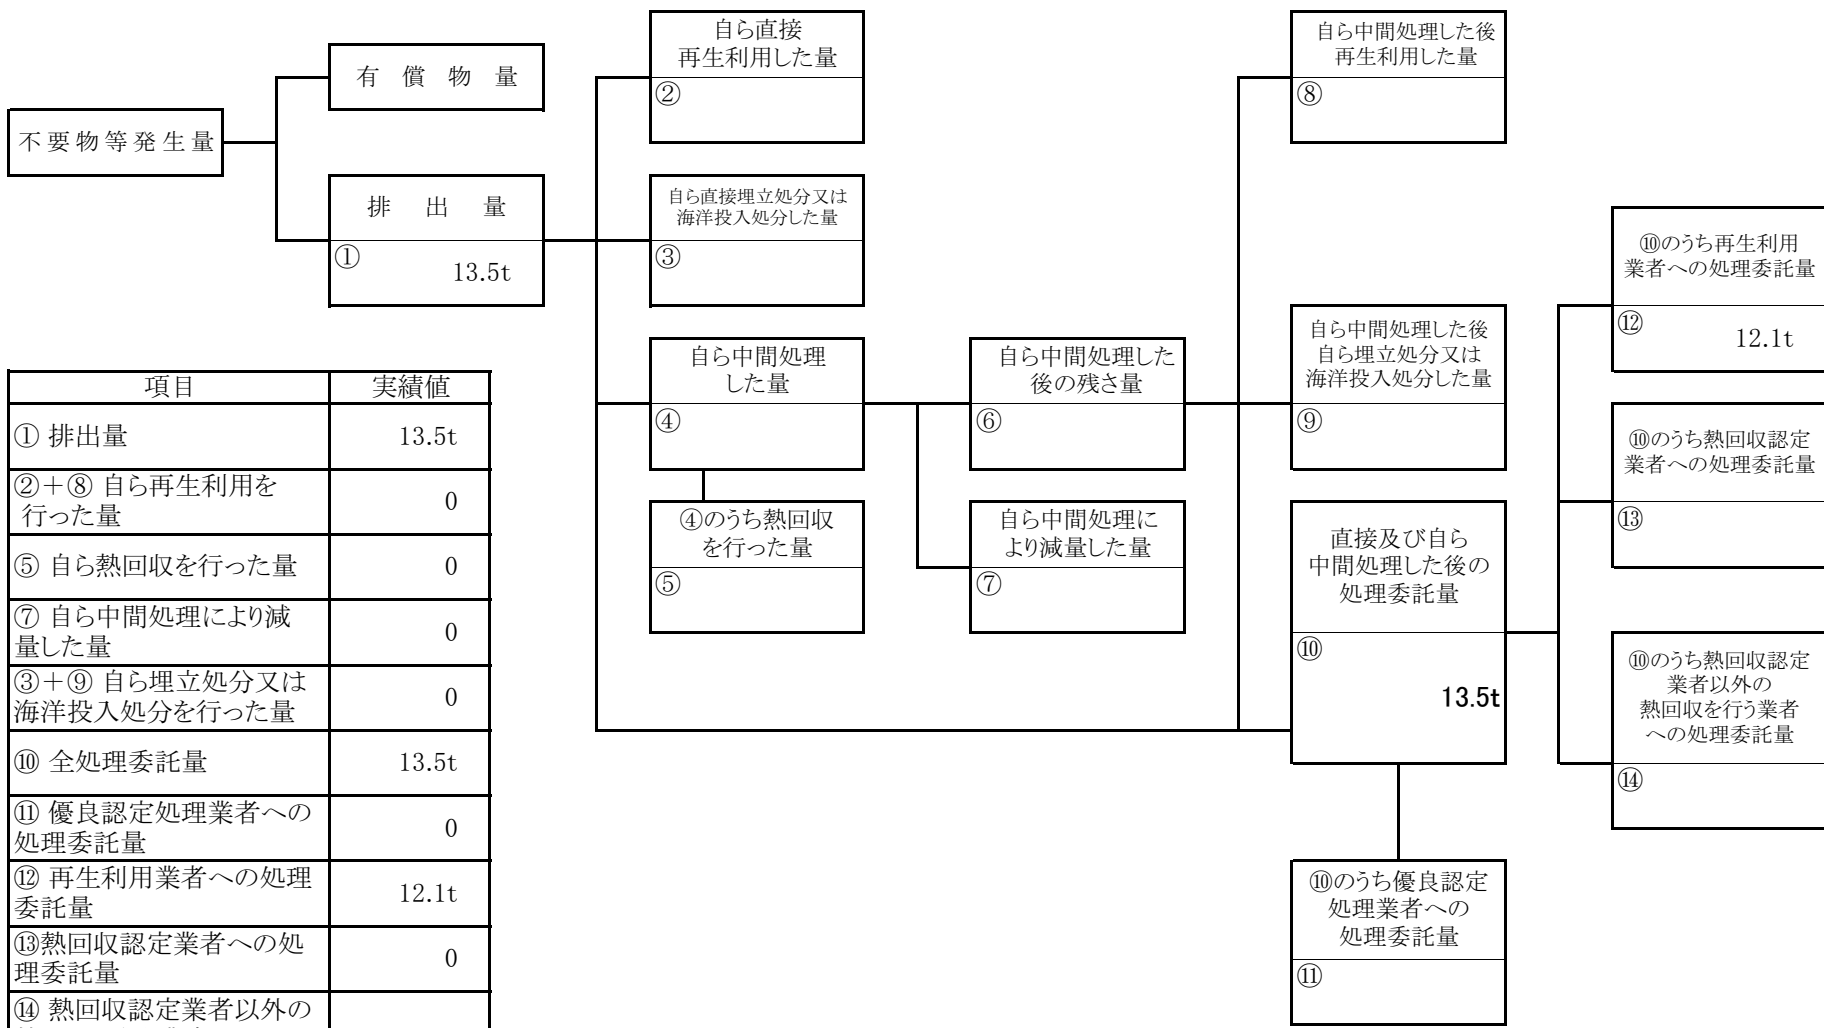 不要物等発生量
有償物量
排出量
①
13.5t
自ら直接
再生利用した量
②
自ら直接埋立処分又は
海洋投入処分した量
③
自ら中間処理
した量
④
④のうち熱回収
を行った量
⑤
自ら中間処理した
後の残さ量
⑥
自ら中間処理に
より減量した量
⑦
自ら中間処理した後
再生利用した量
⑧
自ら中間処理した後
自ら埋立処分又は
海洋投入処分した量
⑨
直接及び自ら
中間処理した後の
処理委託量
⑩
13.5t
⑩のうち優良認定
処理業者への
処理委託量
⑪
⑩のうち再生利用
業者への処理委託量
⑫
12.1t
⑩のうち熱回収認定
業者への処理委託量
⑬
⑩のうち熱回収認定
業者以外の
熱回収を行う業者
への処理委託量
⑭
項目 実績値
① 排出量 13.5t
②+⑧ 自ら再生利用を
行った量 0
⑤ 自ら熱回収を行った量 0
⑦ 自ら中間処理により減
量した量 0
③+⑨ 自ら埋立処分又は
海洋投入処分を行った量 0
⑩ 全処理委託量 13.5t
⑪ 優良認定処理業者への
処理委託量 0
⑫ 再生利用業者への処理
委託量 12.1t
⑬熱回収認定業者への処
理委託量 0
⑭ 熱回収認定業者以外の